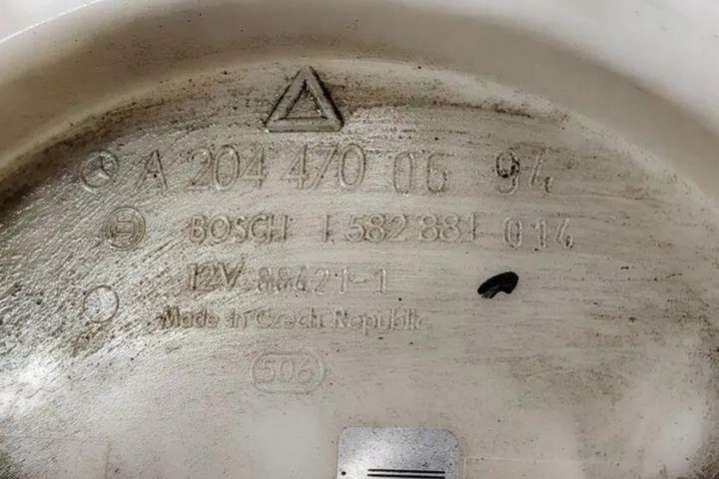 A 204 470 06 94
BOSCH 1 582 881 014
12V 88421-1
Made in Czech Republic
506